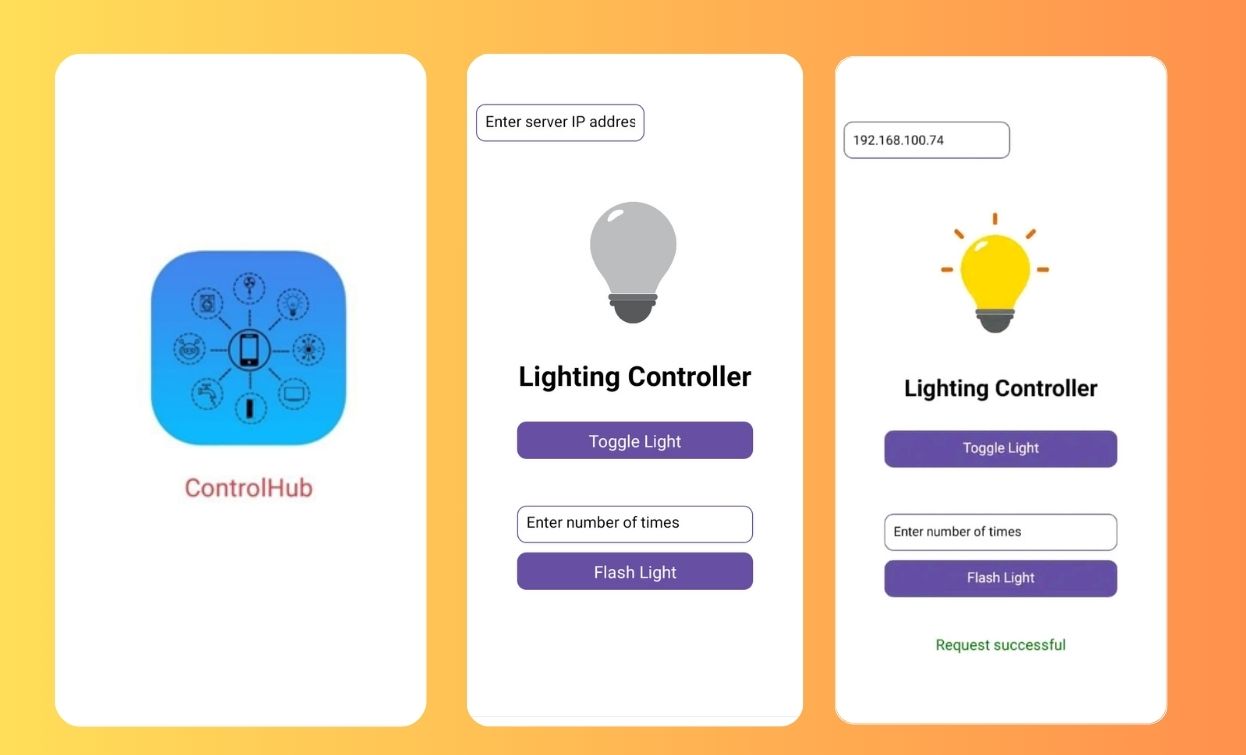 ControlHub
Enter server IP addres
Lighting Controller
Toggle Light
Enter number of times
Flash Light
192.168.100.74
Lighting Controller
Toggle Light
Enter number of times
Flash Light
Request successful